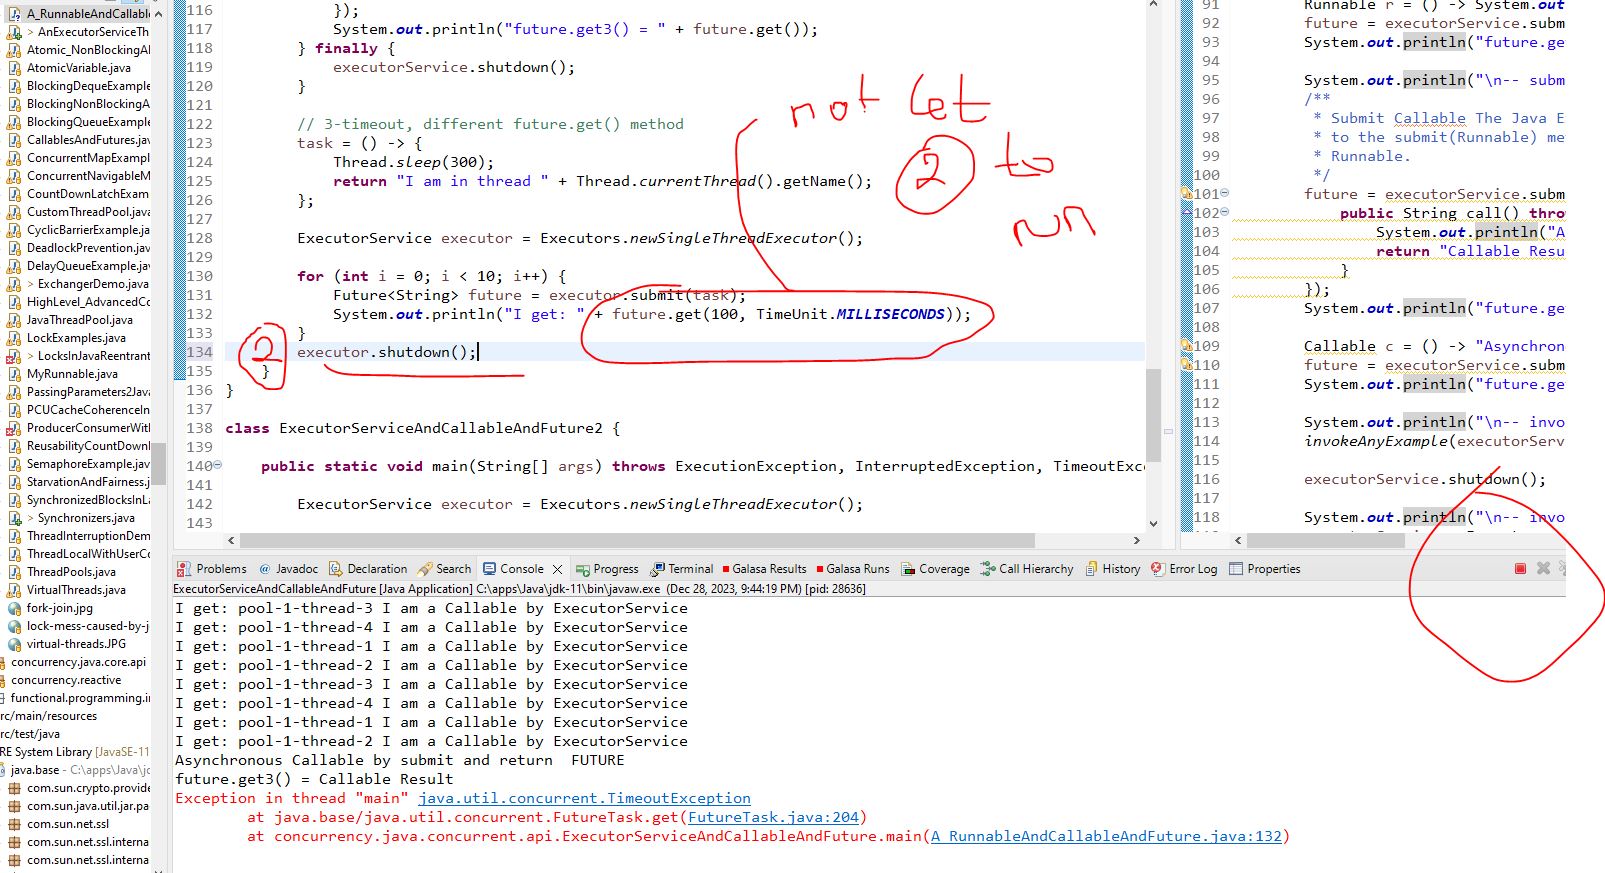 A_RunnableAndCallable
> AnExecutorServiceTh
Atomic_NonBlockingAl
AtomicVariable.java
BlockingDequeExample
BlockingNonBlockingA
BlockingQueueExample
CallablesAndFutures.jav
ConcurrentMapExampl
ConcurrentNavigableM
CountDownLatchExamp
CustomThreadPool.java
CyclicBarrierExample.ja
DeadlockPrevention.jav
DelayQueueExample.jav
> ExchangerDemo.java
HighLevel_AdvancedCo
JavaThreadPool.java
LockExamples.java
> LocksInJavaReentrant
MyRunnable.java
PassingParameters2Java
PCUCacheCoherenceIn
ProducerConsumerWith
ReusabilityCountDownl
SemaphoreExample.jav
StarvationAndFairness.j
SynchronizedBlocksInLa
> Synchronizers.java
ThreadInterruptionDem
ThreadLocalWithUserCo
ThreadPools.java
VirtualThreads.java
fork-join.jpg
lock-mess-caused-by-j
virtual-threads.JPG
concurrency.java.core.api
concurrency.reactive
functional.programming.in
rc/main/resources
rc/test/java
RE System Library [JavaSE-11
java.base - C:\apps\Java\jd
com.sun.crypto.provide
com.sun.java.util.jar.pa
com.sun.net.ssl
com.sun.net.ssl.interna
com.sun.net.ssl.interna
116 });
117 System.out.println("future.get3() = " + future.get());
118 } finally {
119 executorService.shutdown();
120 }
121
122 // 3-timeout, different future.get() method
123 task = () -> {
124 Thread.sleep(300);
125 return "I am in thread " + Thread.currentThread().getName();
126 };
127
128 ExecutorService executor = Executors.newSingleThreadExecutor();
129
130 for (int i = 0; i < 10; i++) {
131 Future<String> future = executor.submit(task);
132 System.out.println("I get: " + future.get(100, TimeUnit.MILLISECONDS));
133 }
134 executor.shutdown();
135 }
136 }
137
138 class ExecutorServiceAndCallableAndFuture2 {
139
140 public static void main(String[] args) throws ExecutionException, InterruptedException, TimeoutExce
141
142 ExecutorService executor = Executors.newSingleThreadExecutor();
143
not let
2 to
run
2
91 Runnable r = () -> System.out
92 future = executorService.subm
93 System.out.println("future.ge
94
95 System.out.println("\n-- subm
96 /**
97 * Submit Callable The Java E
98 * to the submit(Runnable) me
99 * Runnable.
100 */
101 future = executorService.subm
102 public String call() throw
103 System.out.println("A
104 return "Callable Resu
105 }
106 });
107 System.out.println("future.ge
108
109 Callable c = () -> "Asynchron
110 future = executorService.subm
111 System.out.println("future.ge
112
113 System.out.println("\n-- invo
114 invokeAnyExample(executorServ
115
116 executorService.shutdown();
117
118 System.out.println("\n-- invo
Problems @ Javadoc Declaration Search Console Progress Terminal Galasa Results Galasa Runs Coverage Call Hierarchy History Error Log Properties
ExecutorServiceAndCallableAndFuture [Java Application] C:\apps\Java\jdk-11\bin\javaw.exe (Dec 28, 2023, 9:44:19 PM) [pid: 28636]
I get: pool-1-thread-3 I am a Callable by ExecutorService
I get: pool-1-thread-4 I am a Callable by ExecutorService
I get: pool-1-thread-1 I am a Callable by ExecutorService
I get: pool-1-thread-2 I am a Callable by ExecutorService
I get: pool-1-thread-3 I am a Callable by ExecutorService
I get: pool-1-thread-4 I am a Callable by ExecutorService
I get: pool-1-thread-1 I am a Callable by ExecutorService
I get: pool-1-thread-2 I am a Callable by ExecutorService
Asynchronous Callable by submit and return FUTURE
future.get3() = Callable Result
Exception in thread "main" java.util.concurrent.TimeoutException
at java.base/java.util.concurrent.FutureTask.get(FutureTask.java:204)
at concurrency.java.concurrent.api.ExecutorServiceAndCallableAndFuture.main(A_RunnableAndCallableAndFuture.java:132)